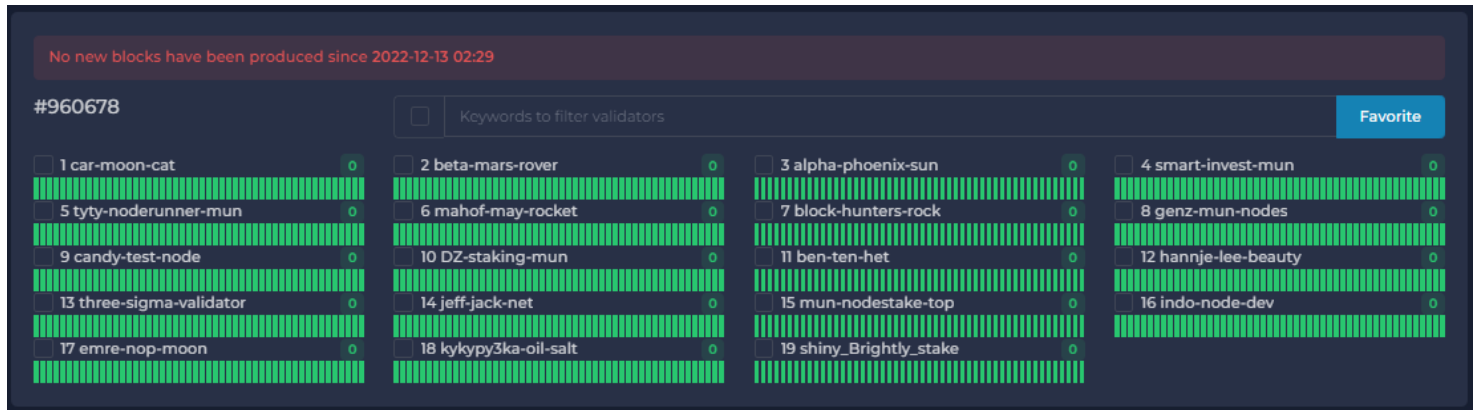 No new blocks have been produced since 2022-12-13 02:29
#960678
Keywords to filter validators
Favorite
1 car-moon-cat 0
2 beta-mars-rover 0
3 alpha-phoenix-sun 0
4 smart-invest-mun 0
5 tyty-noderunner-mun 0
6 mahof-may-rocket 0
7 block-hunters-rock 0
8 genz-mun-nodes 0
9 candy-test-node 0
10 DZ-staking-mun 0
11 ben-ten-het 0
12 hannje-lee-beauty 0
13 three-sigma-validator 0
14 jeff-jack-net 0
15 mun-nodestake-top 0
16 indo-node-dev 0
17 emre-nop-moon 0
18 kykypy3ka-oil-salt 0
19 shiny_Brightly_stake 0